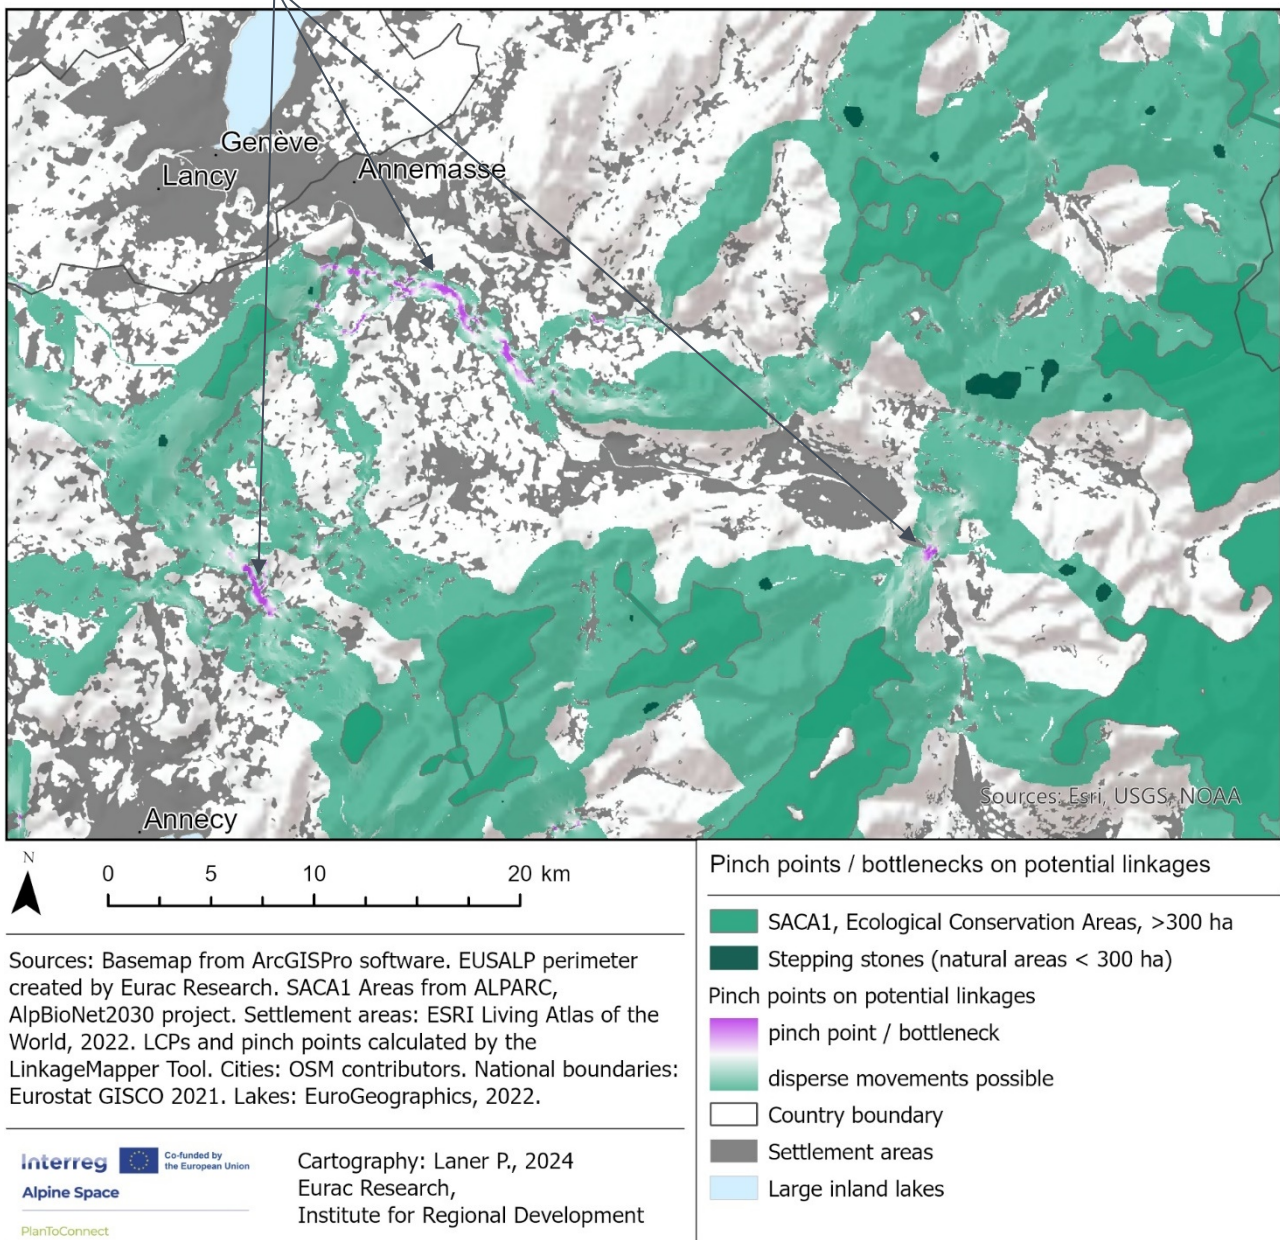 Genève
Lancy
Annemasse
Annecy
Sources: Esri, USGS, NOAA
N
0 5 10 20 km
Sources: Basemap from ArcGISPro software. EUSALP perimeter
created by Eurac Research. SACA1 Areas from ALPARC,
AlpBioNet2030 project. Settlement areas: ESRI Living Atlas of the
World, 2022. LCPs and pinch points calculated by the
LinkageMapper Tool. Cities: OSM contributors. National boundaries:
Eurostat GISCO 2021. Lakes: EuroGeographics, 2022.
Interreg
Co-funded by
the European Union
Alpine Space
PlanToConnect
Cartography: Laner P., 2024
Eurac Research,
Institute for Regional Development
Pinch points / bottlenecks on potential linkages
SACA1, Ecological Conservation Areas, >300 ha
Stepping stones (natural areas < 300 ha)
Pinch points on potential linkages
pinch point / bottleneck
disperse movements possible
Country boundary
Settlement areas
Large inland lakes